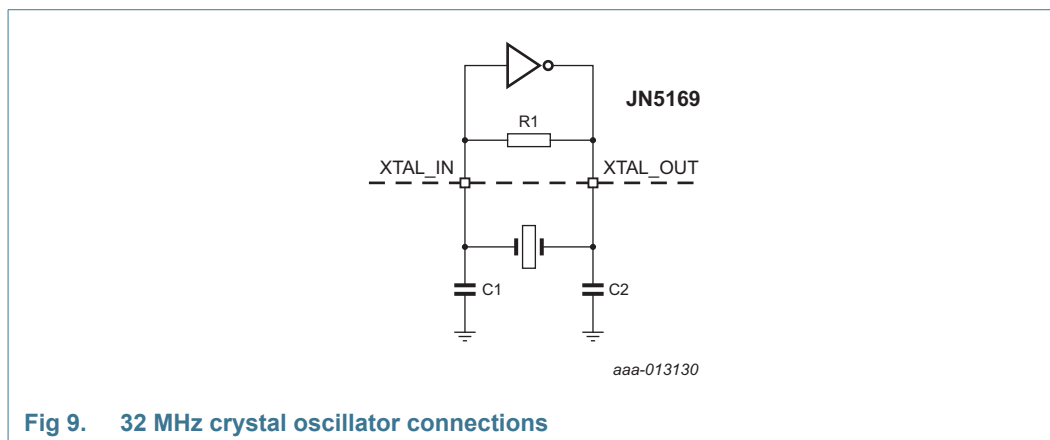 JN5169
R1
XTAL_IN XTAL_OUT
C1 C2
aaa-013130
Fig 9. 32 MHz crystal oscillator connections